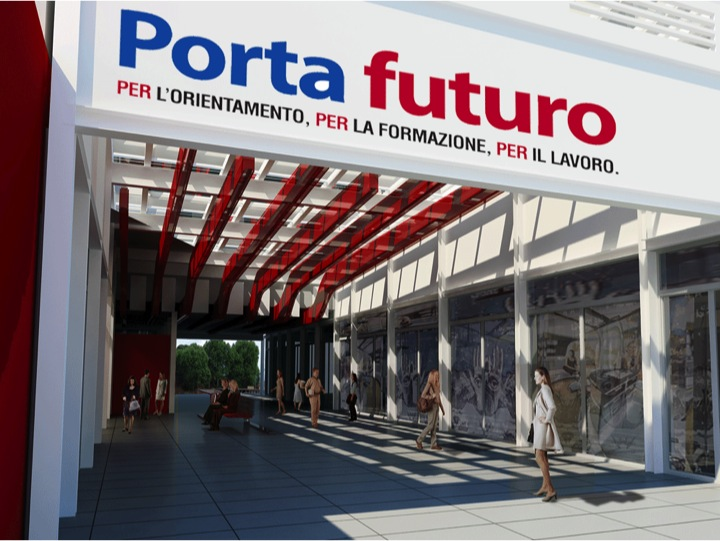 Porta futuro
PER L'ORIENTAMENTO, PER LA FORMAZIONE, PER IL LAVORO.